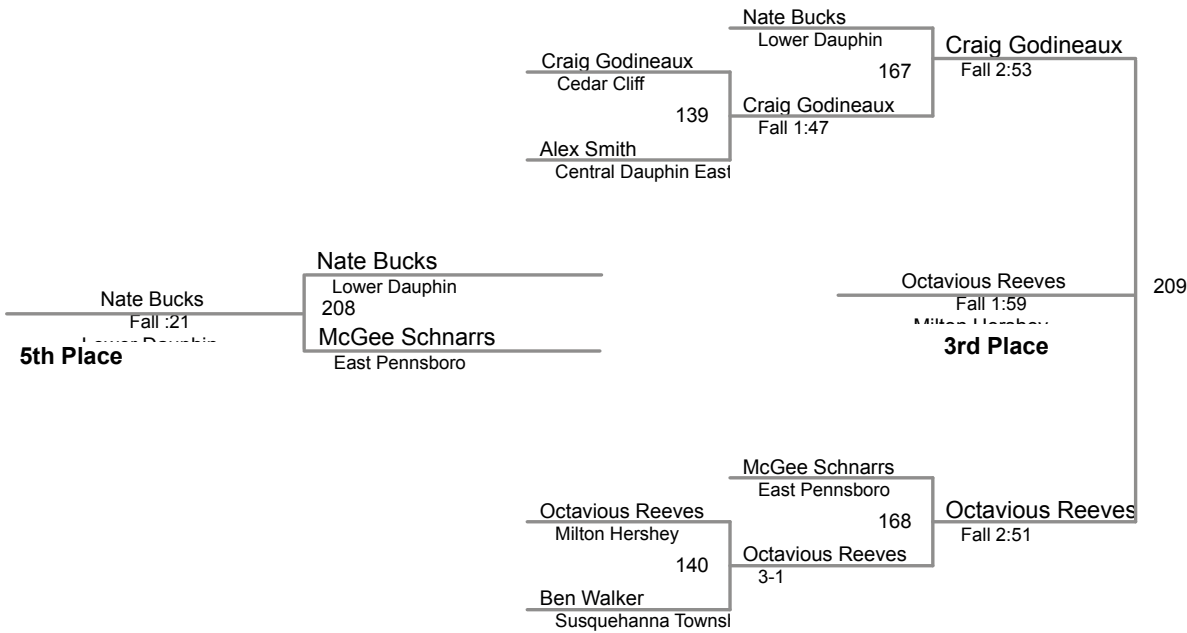 Nate Bucks
Lower Dauphin
Craig Godineaux
Fall 2:53
Craig Godineaux
Cedar Cliff
167
139
Craig Godineaux
Fall 1:47
Alex Smith
Central Dauphin East
Nate Bucks
Lower Dauphin
Nate Bucks
Fall :21
208
5th Place
McGee Schnarrs
East Pennsboro
Octavious Reeves
Fall 1:59
209
3rd Place
McGee Schnarrs
East Pennsboro
Octavious Reeves
Milton Hershey
168
Octavious Reeves
Fall 2:51
140
Octavious Reeves
3-1
Ben Walker
Susquehanna Towns